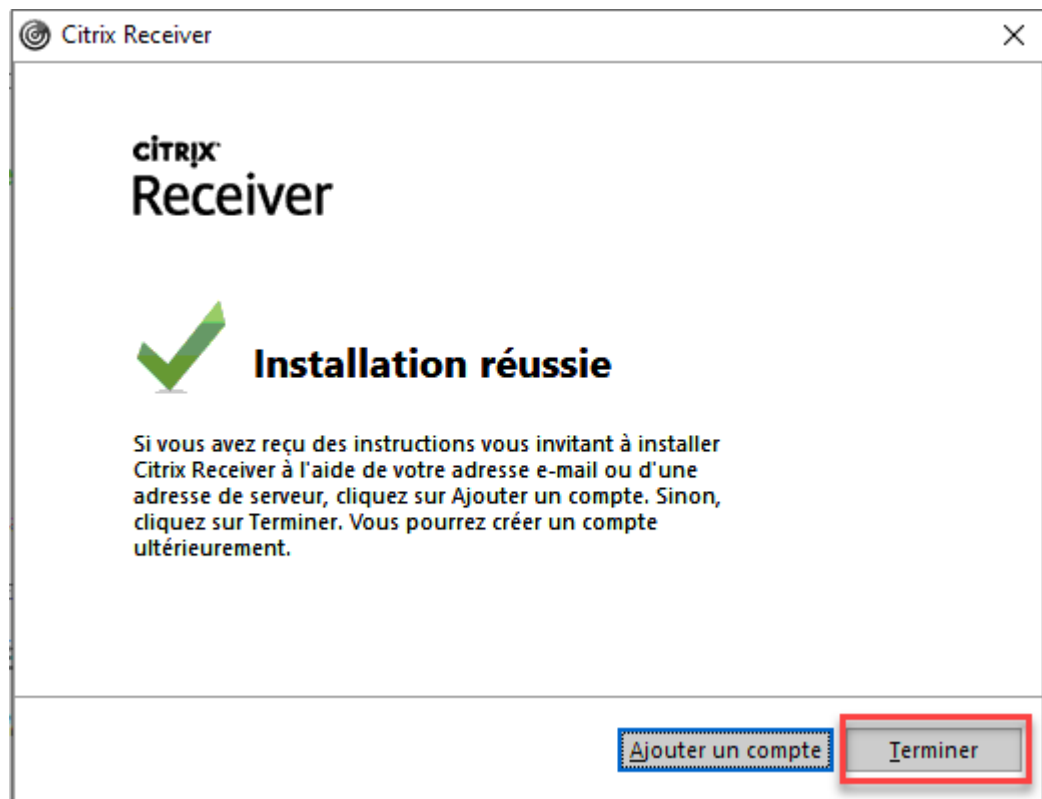 Citrix Receiver
CİTRIX
Receiver
Installation réussie
Si vous avez reçu des instructions vous invitant à installer
Citrix Receiver à l'aide de votre adresse e-mail ou d'une
adresse de serveur, cliquez sur Ajouter un compte. Sinon,
cliquez sur Terminer. Vous pourrez créer un compte
ultérieurement.
Ajouter un compte
Terminer